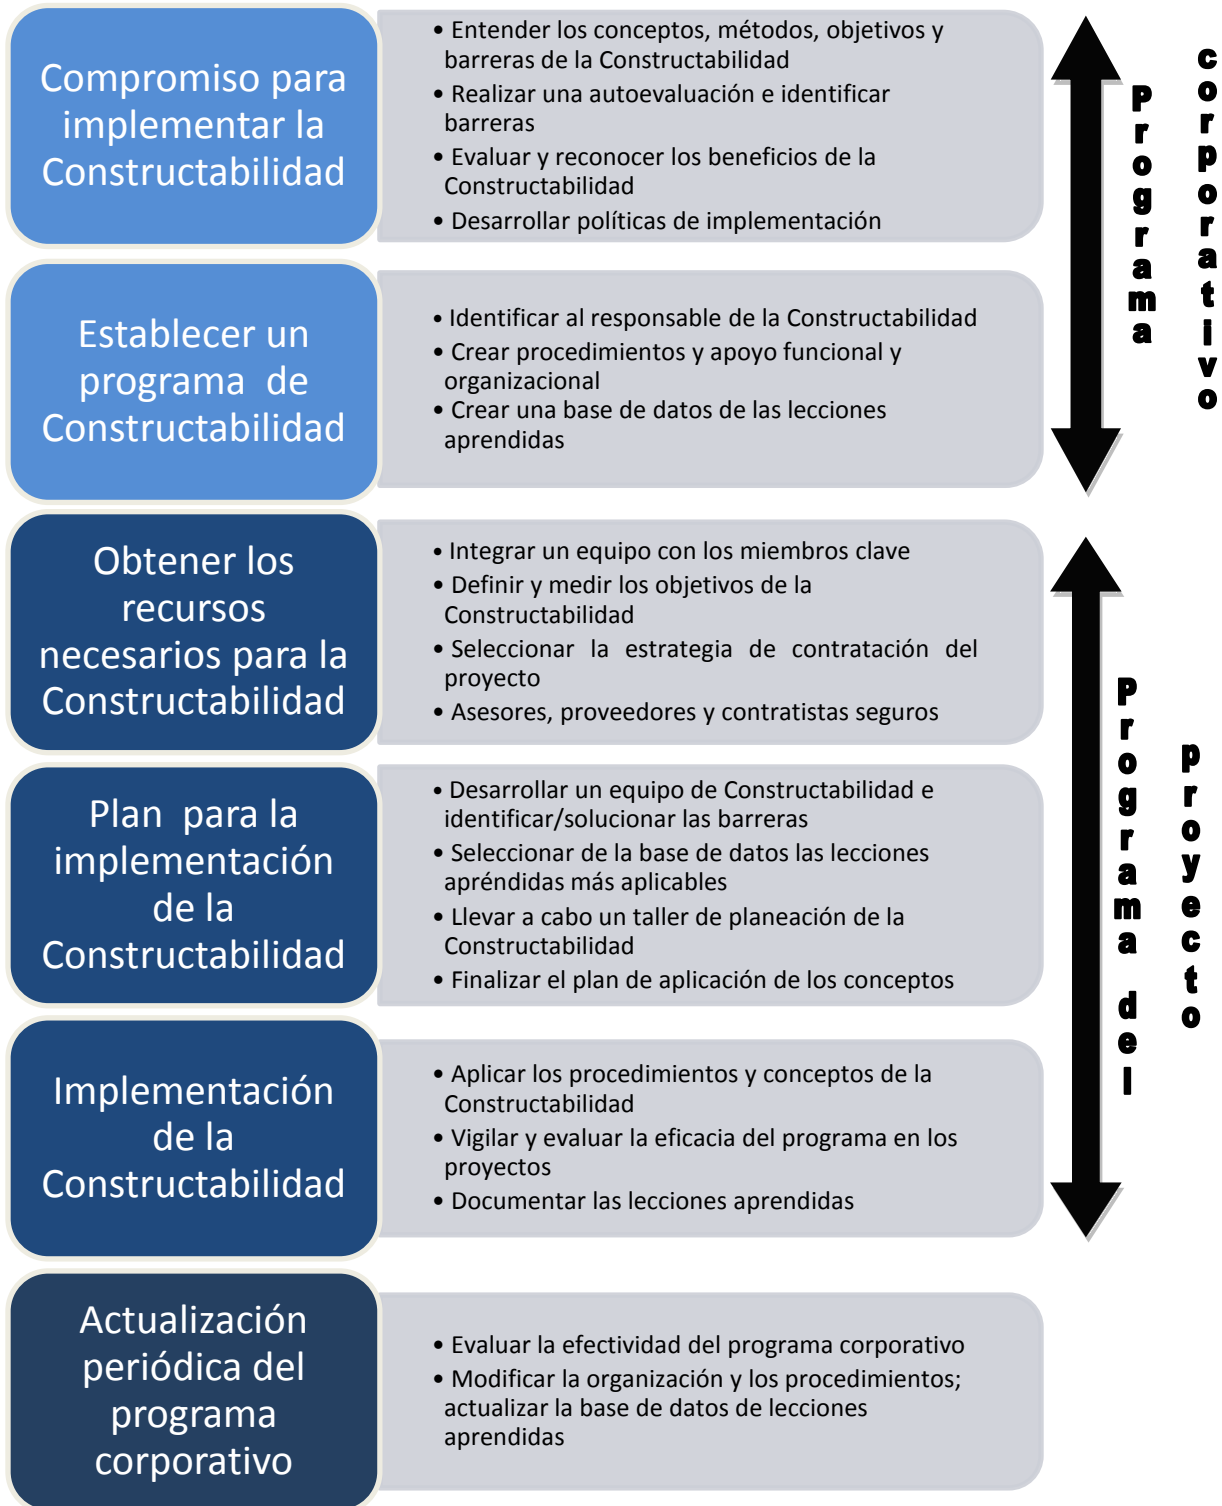 Compromiso para
implementar la
Constructabilidad
• Entender los conceptos, métodos, objetivos y
barreras de la Constructabilidad
• Realizar una autoevaluación e identificar
barreras
• Evaluar y reconocer los beneficios de la
Constructabilidad
• Desarrollar políticas de implementación
Establecer un
programa de
Constructabilidad
• Identificar al responsable de la Constructabilidad
• Crear procedimientos y apoyo funcional y
organizacional
• Crear una base de datos de las lecciones
aprendidas
Programa
corporativo
Obtener los
recursos
necesarios para la
Constructabilidad
• Integrar un equipo con los miembros clave
• Definir y medir los objetivos de la
Constructabilidad
• Seleccionar la estrategia de contratación del
proyecto
• Asesores, proveedores y contratistas seguros
Plan para la
implementación
de la
Constructabilidad
• Desarrollar un equipo de Constructabilidad e
identificar/solucionar las barreras
• Seleccionar de la base de datos las lecciones
apréndidas más aplicables
• Llevar a cabo un taller de planeación de la
Constructabilidad
• Finalizar el plan de aplicación de los conceptos
Implementación
de la
Constructabilidad
• Aplicar los procedimientos y conceptos de la
Constructabilidad
• Vigilar y evaluar la eficacia del programa en los
proyectos
• Documentar las lecciones aprendidas
Programa del
proyecto
Actualización
periódica del
programa
corporativo
• Evaluar la efectividad del programa corporativo
• Modificar la organización y los procedimientos;
actualizar la base de datos de lecciones
aprendidas